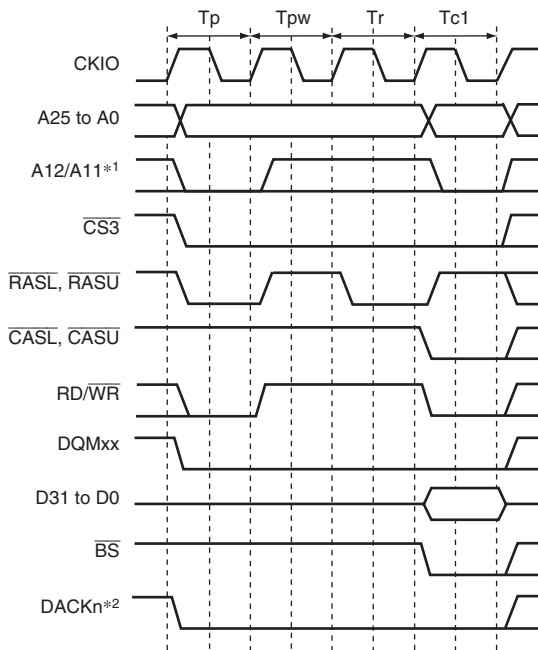 Tp Tpw Tr Tc1
CKIO
A25 to A0
A12/A11*1
CS3
RASL, RASU
CASL, CASU
RD/WR
DQMxx
D31 to D0
BS
DACKn*2